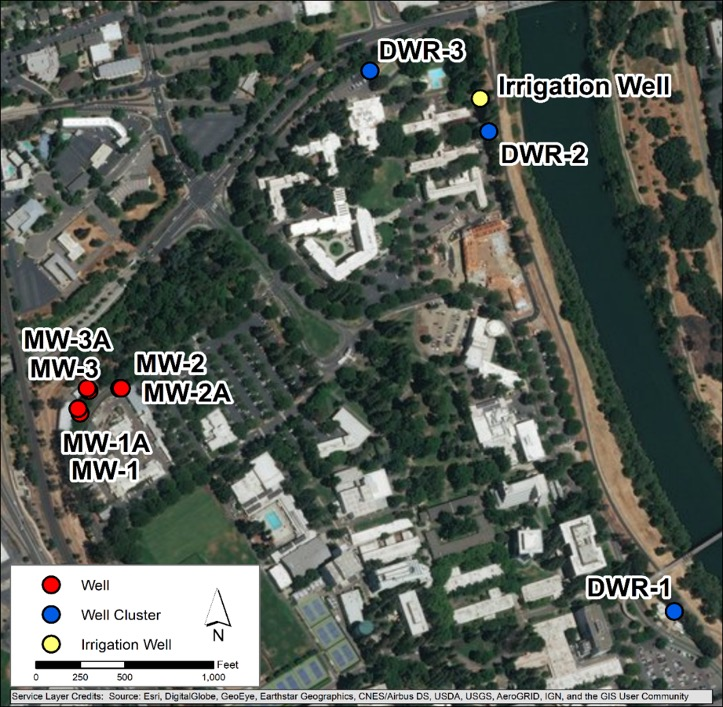 DWR-3
Irrigation Well
DWR-2
MW-3A
MW-3
MW-2
MW-2A
MW-1A
MW-1
DWR-1
Well
Well Cluster
Irrigation Well
N
0 250 500 1,000 Feet
Service Layer Credits: Source: Esri, DigitalGlobe, GeoEye, Earthstar Geographics, CNES/Airbus DS, USDA, USGS, AeroGRID, IGN, and the GIS User Community